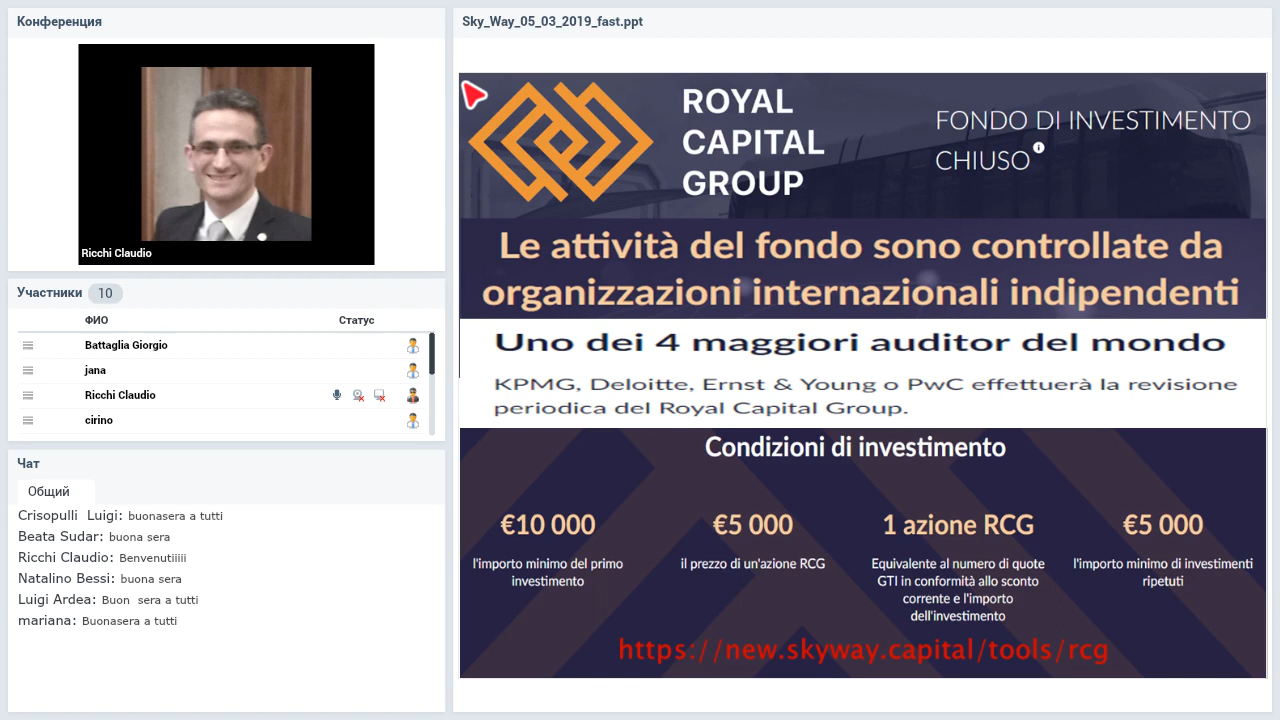 Конференция
Ricchi Claudio
Участники 10
ФИО Статус
Battaglia Giorgio
jana
Ricchi Claudio
cirino
Чат
Общий
Crisopulli Luigi: buonasera a tutti
Beata Sudar: buona sera
Ricchi Claudio: Benvenutiiiii
Natalino Bessi: buona sera
Luigi Ardea: Buon sera a tutti
mariana: Buonasera a tutti
Sky_Way_05_03_2019_fast.ppt
ROYAL
CAPITAL
GROUP
FONDO DI INVESTIMENTO
CHIUSO
Le attività del fondo sono controllate da
organizzazioni internazionali indipendenti
Uno dei 4 maggiori auditor del mondo
KPMG, Deloitte, Ernst & Young o PwC effettuerà la revisione
periodica del Royal Capital Group.
Condizioni di investimento
€10 000
l'importo minimo del primo
investimento
€5 000
il prezzo di un'azione RCG
1 azione RCG
Equivalente al numero di quote
GTI in conformità allo sconto
corrente e l'importo
dell'investimento
€5 000
l'importo minimo di investimenti
ripetuti
https://new.skyway.capital/tools/rcg